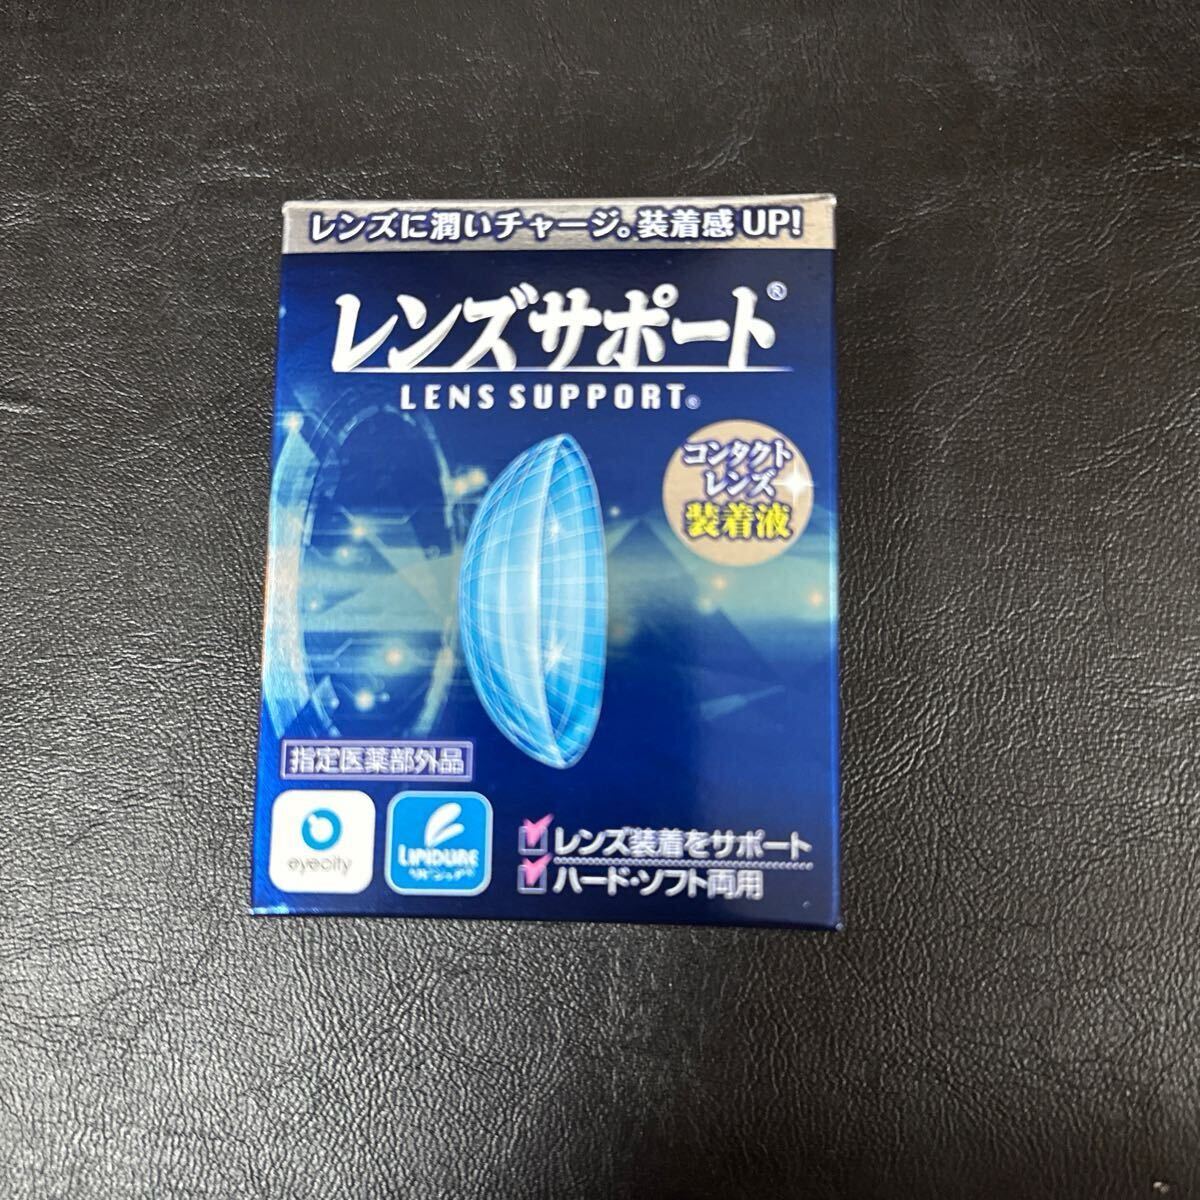 レンズに潤いチャージ。装着感 UP!
レンズサポート®
LENS SUPPORT®
コンタクト
レンズ
装着液
指定医薬部外品
eyecity
LIPIDURE
レンズ装着をサポート
ハード・ソフト両用